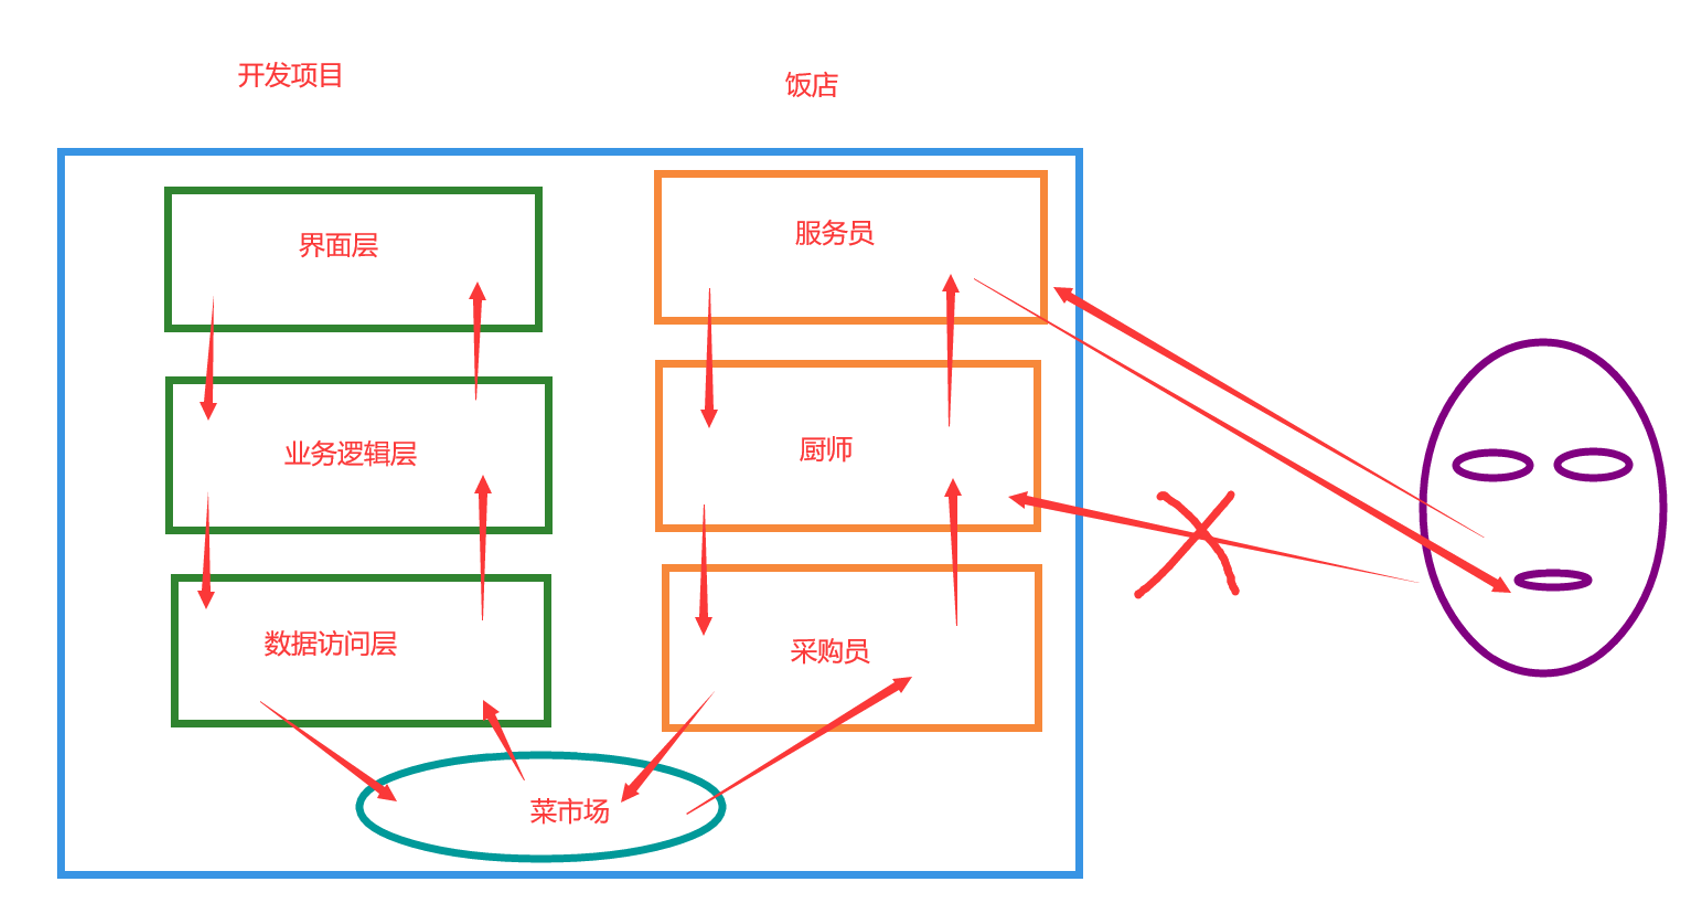 开发项目
饭店
界面层
服务员
业务逻辑层
厨师
数据访问层
采购员
菜市场